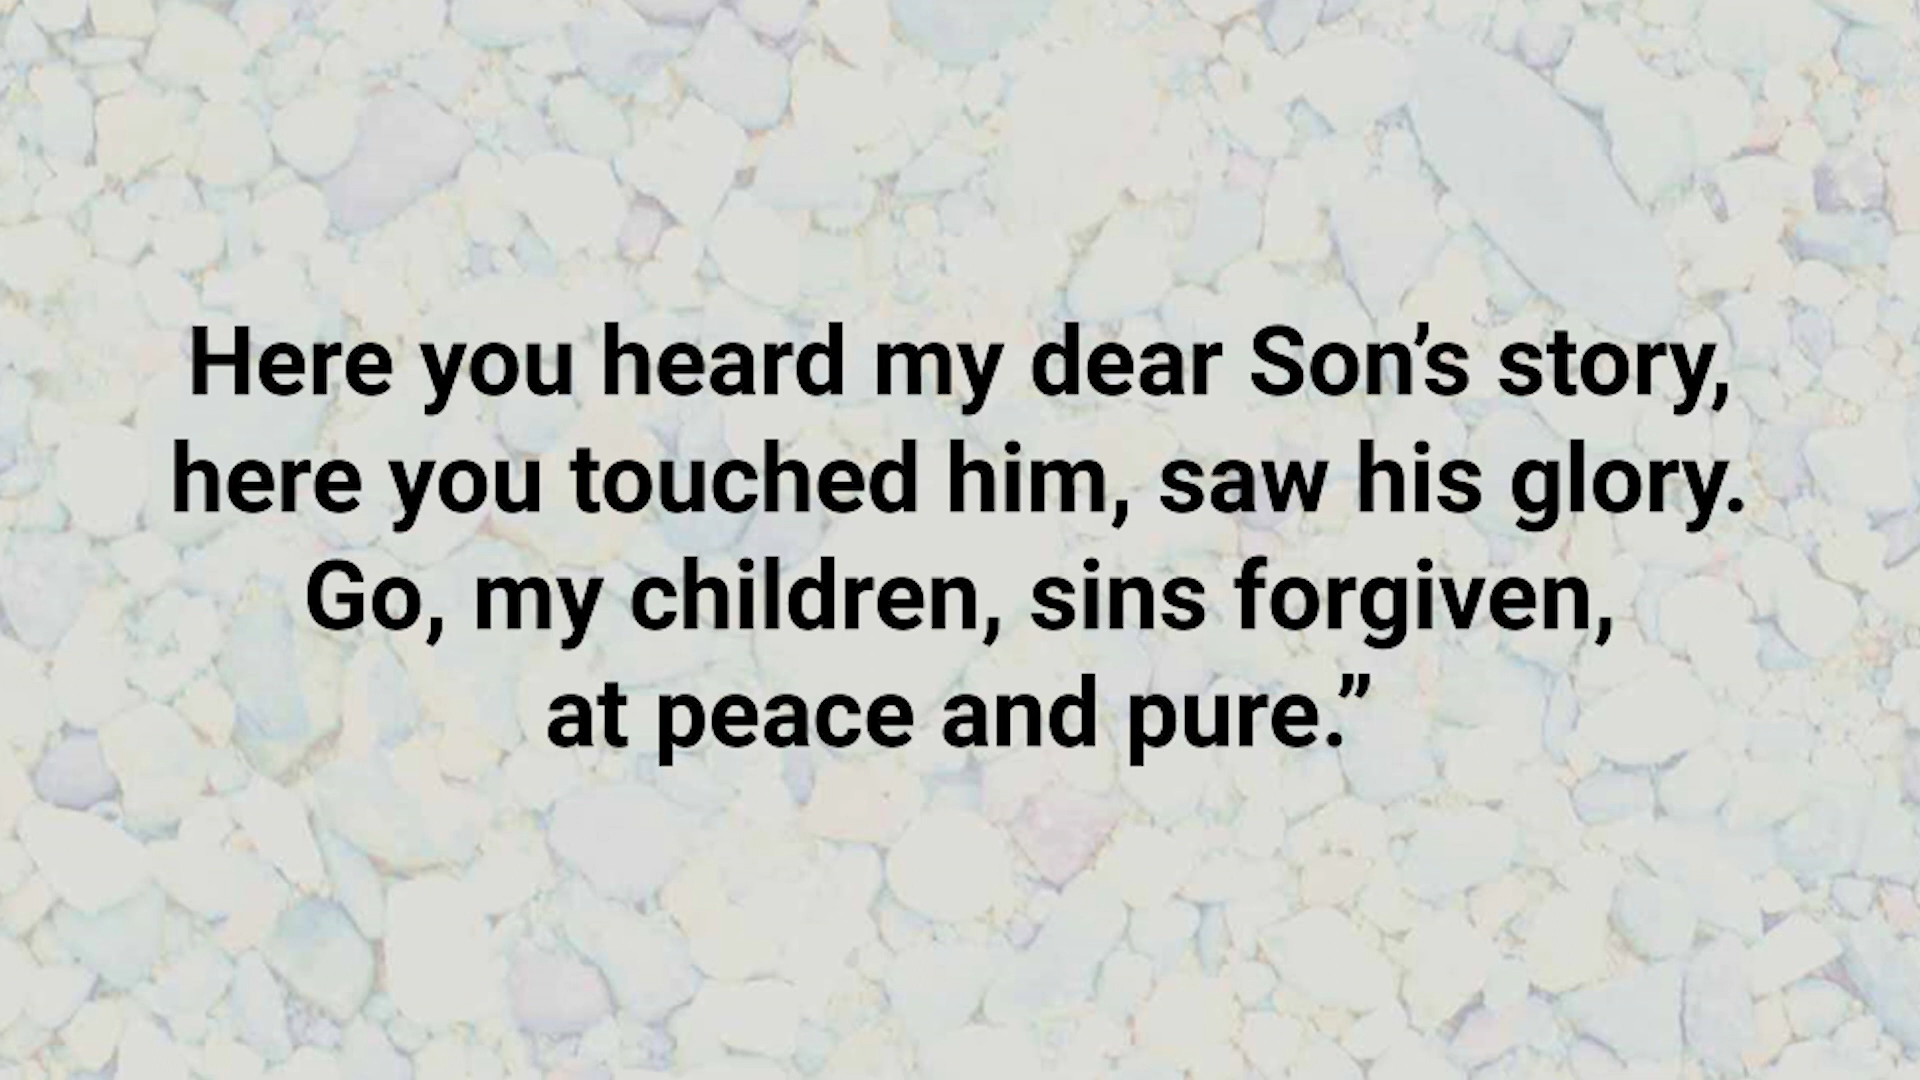 Here you heard my dear Son’s story,
here you touched him, saw his glory.
Go, my children, sins forgiven,
at peace and pure.”